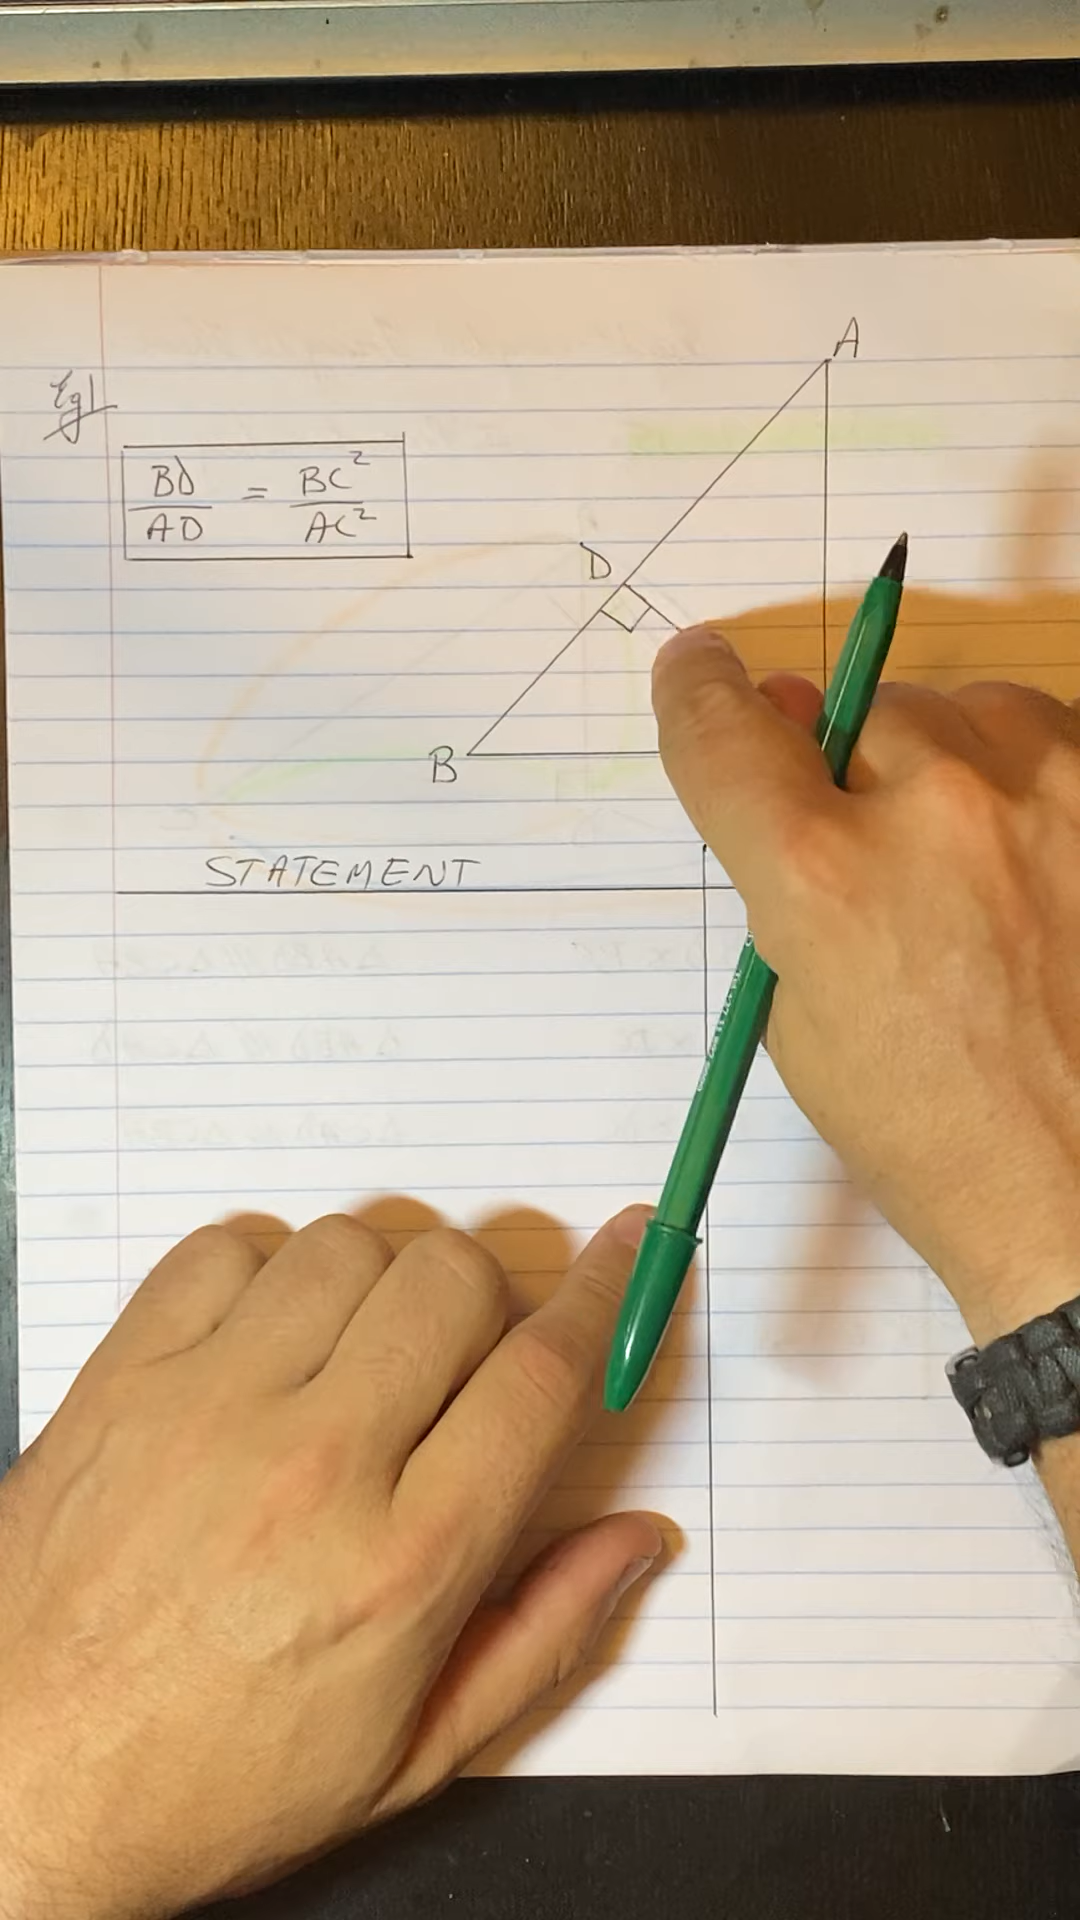 Eg1
BD/AD = BC²/AC²
A
D
B
STATEMENT